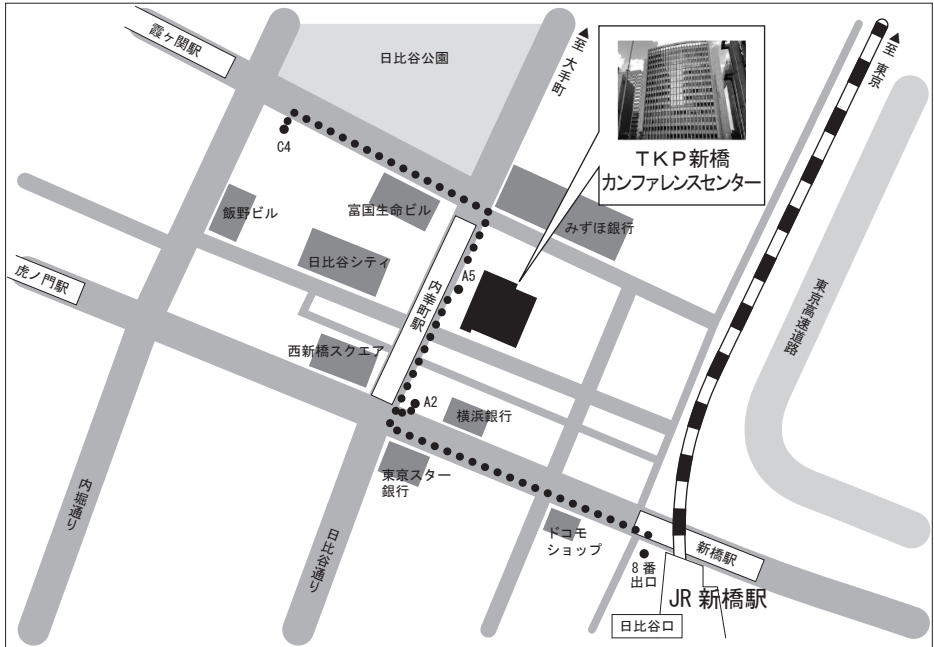 霞ヶ関駅
日比谷公園
▲至 大手町
▲至 東京
TKP新橋
カンファレンスセンター
C4
飯野ビル
富国生命ビル
みずほ銀行
日比谷シティ
A5
内幸町駅
虎ノ門駅
東京高速道路
西新橋スクエア
A2
横浜銀行
東京スター
銀行
内堀通り
日比谷通り
ドコモ
ショップ
新橋駅
8番
出口
JR 新橋駅
日比谷口